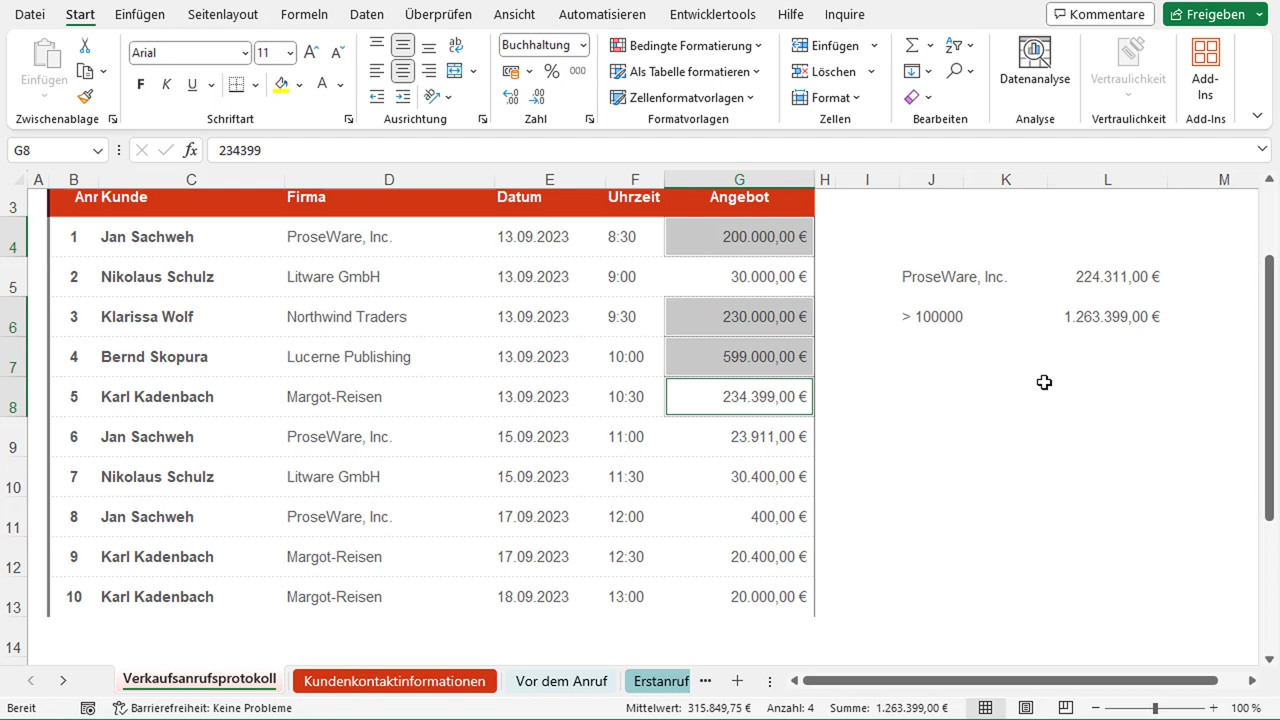 Datei Start Einfügen Seitenlayout Formeln Daten Überprüfen Ansicht Automatisieren Entwicklertools Hilfe Inquire Kommentare Freigeben
Arial 11 Buchhaltung Bedingte Formatierung Einfügen
Einfügen F K U A % 000 Als Tabelle formatieren Löschen Datenanalyse Vertraulichkeit Add-Ins
Zellenformatvorlagen Format
Zwischenablage Schriftart Ausrichtung Zahl Formatvorlagen Zellen Bearbeiten Analyse Vertraulichkeit Add-Ins
G8 fx 234399
A B C D E F G H I J K L M
3 Anr Kunde Firma Datum Uhrzeit Angebot
4 1 Jan Sachweh ProseWare, Inc. 13.09.2023 8:30 200.000,00 €
5 2 Nikolaus Schulz Litware GmbH 13.09.2023 9:00 30.000,00 € ProseWare, Inc. 224.311,00 €
6 3 Klarissa Wolf Northwind Traders 13.09.2023 9:30 230.000,00 € > 100000 1.263.399,00 €
7 4 Bernd Skopura Lucerne Publishing 13.09.2023 10:00 599.000,00 €
8 5 Karl Kadenbach Margot-Reisen 13.09.2023 10:30 234.399,00 €
9 6 Jan Sachweh ProseWare, Inc. 15.09.2023 11:00 23.911,00 €
10 7 Nikolaus Schulz Litware GmbH 15.09.2023 11:30 30.400,00 €
11 8 Jan Sachweh ProseWare, Inc. 17.09.2023 12:00 400,00 €
12 9 Karl Kadenbach Margot-Reisen 17.09.2023 12:30 20.400,00 €
13 10 Karl Kadenbach Margot-Reisen 18.09.2023 13:00 20.000,00 €
14
Verkaufsanrufsprotokoll Kundenkontaktinformationen Vor dem Anruf Erstanruf
Bereit Barrierefreiheit: Keine Probleme Mittelwert: 315.849,75 € Anzahl: 4 Summe: 1.263.399,00 € 100 %